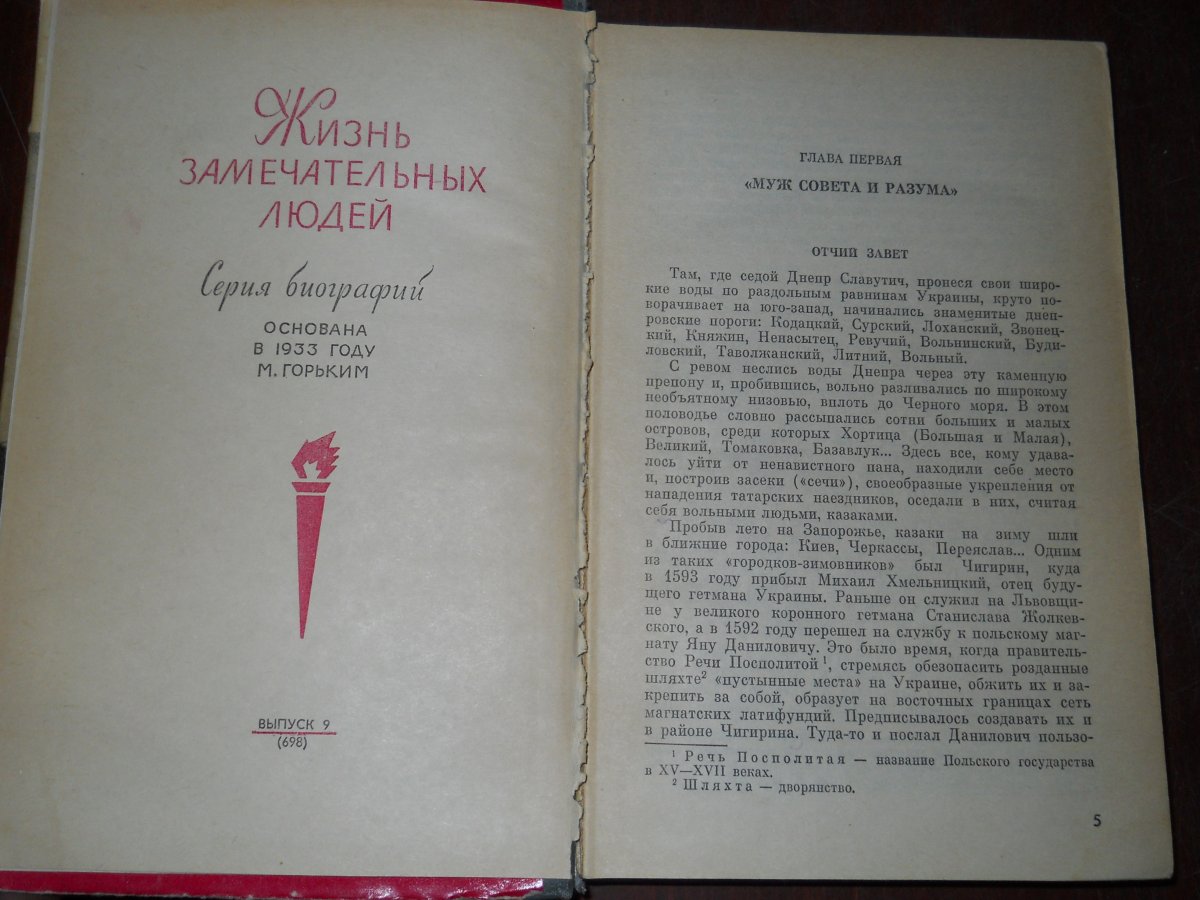 Жизнь
ЗАМЕЧАТЕЛЬНЫХ
ЛЮДЕЙ
Серия биографий
ОСНОВАНА
В 1933 ГОДУ
М. ГОРЬКИМ
ВЫПУСК 9
(698)
ГЛАВА ПЕРВАЯ
«МУЖ СОВЕТА И РАЗУМА»
ОТЧИЙ ЗАВЕТ
Там, где седой Днепр Славутич, пронеся свои широ-
кие воды по раздольным равнинам Украины, круто по-
ворачивает на юго-запад, начинались знаменитые днеп-
ровские пороги: Кодацкий, Сурский, Лоханский, Звонец-
кий, Княжин, Ненасытец, Ревучий, Вольнинский, Буди-
ловский, Таволжанский, Литний, Вольный.
С ревом неслись воды Днепра через эту каменную
препону и, пробившись, вольно разливались по широкому
необъятному низовью, вплоть до Черного моря. В этом
половодье словно рассыпались сотни больших и малых
островов, среди которых Хортица (Большая и Малая),
Великий, Томаковка, Базавлук... Здесь все, кому удава-
лось уйти от ненавистного пана, находили себе место
и, построив засеки («сечи»), своеобразные укрепления от
нападения татарских наездников, оседали в них, считая
себя вольными людьми, казаками.
Пробыв лето на Запорожье, казаки на зиму шли
в ближние города: Киев, Черкассы, Переяслав... Одним
из таких «городков-зимовников» был Чигирин, куда
в 1593 году прибыл Михаил Хмельницкий, отец буду-
щего гетмана Украины. Раньше он служил на Львовщи-
не у великого коронного гетмана Станислава Жолкев-
ского, а в 1592 году перешел на службу к польскому маг-
нату Яну Даниловичу. Это было время, когда правитель-
ство Речи Посполитой¹, стремясь обезопасить розданные
шляхте² «пустынные места» на Украине, обжить их и за-
крепить за собой, образует на восточных границах сеть
магнатских латифундий. Предписывалось создавать их и
в районе Чигирина. Туда-то и послал Данилович пользо-
¹ Речь Посполитая — название Польского государства
в XV—XVII веках.
² Шляхта — дворянство.
5